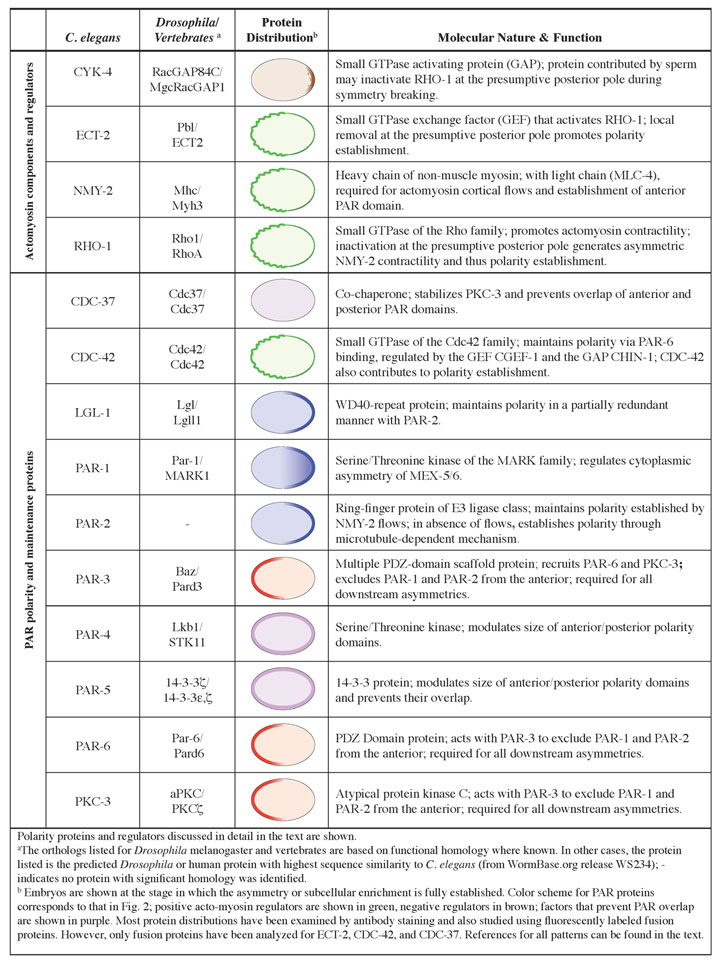 C. elegans
Drosophila/
Vertebrates a
Protein
Distributionb
Molecular Nature & Function
Actomyosin components and regulators
CYK-4
RacGAP84C/
MgcRacGAP1
Small GTPase activating protein (GAP); protein contributed by sperm
may inactivate RHO-1 at the presumptive posterior pole during
symmetry breaking.
ECT-2
Pbl/
ECT2
Small GTPase exchange factor (GEF) that activates RHO-1; local
removal at the presumptive posterior pole promotes polarity
establishment.
NMY-2
Mhc/
Myh3
Heavy chain of non-muscle myosin; with light chain (MLC-4),
required for actomyosin cortical flows and establishment of anterior
PAR domain.
RHO-1
Rho1/
RhoA
Small GTPase of the Rho family; promotes actomyosin contractility;
inactivation at the presumptive posterior pole generates asymmetric
NMY-2 contractility and thus polarity establishment.
PAR polarity and maintenance proteins
CDC-37
Cdc37/
Cdc37
Co-chaperone; stabilizes PKC-3 and prevents overlap of anterior and
posterior PAR domains.
CDC-42
Cdc42/
Cdc42
Small GTPase of the Cdc42 family; maintains polarity via PAR-6
binding, regulated by the GEF CGEF-1 and the GAP CHIN-1; CDC-42
also contributes to polarity establishment.
LGL-1
Lgl/
Lgll1
WD40-repeat protein; maintains polarity in a partially redundant
manner with PAR-2.
PAR-1
Par-1/
MARK1
Serine/Threonine kinase of the MARK family; regulates cytoplasmic
asymmetry of MEX-5/6.
PAR-2
-
Ring-finger protein of E3 ligase class; maintains polarity established by
NMY-2 flows; in absence of flows, establishes polarity through
microtubule-dependent mechanism.
PAR-3
Baz/
Pard3
Multiple PDZ-domain scaffold protein; recruits PAR-6 and PKC-3;
excludes PAR-1 and PAR-2 from the anterior; required for all
downstream asymmetries.
PAR-4
Lkb1/
STK11
Serine/Threonine kinase; modulates size of anterior/posterior polarity
domains.
PAR-5
14-3-3ζ/
14-3-3ε,ζ
14-3-3 protein; modulates size of anterior/posterior polarity domains
and prevents their overlap.
PAR-6
Par-6/
Pard6
PDZ Domain protein; acts with PAR-3 to exclude PAR-1 and PAR-2
from the anterior; required for all downstream asymmetries.
PKC-3
aPKC/
PKCζ
Atypical protein kinase C; acts with PAR-3 to exclude PAR-1 and
PAR-2 from the anterior; required for all downstream asymmetries.
Polarity proteins and regulators discussed in detail in the text are shown.
aThe orthologs listed for Drosophila melanogaster and vertebrates are based on functional homology where known. In other cases, the protein
listed is the predicted Drosophila or human protein with highest sequence similarity to C. elegans (from WormBase.org release WS234); -
indicates no protein with significant homology was identified.
b Embryos are shown at the stage in which the asymmetry or subcellular enrichment is fully established. Color scheme for PAR proteins
corresponds to that in Fig. 2; positive acto-myosin regulators are shown in green, negative regulators in brown; factors that prevent PAR overlap
are shown in purple. Most protein distributions have been examined by antibody staining and also studied using fluorescently labeled fusion
proteins. However, only fusion proteins have been analyzed for ECT-2, CDC-42, and CDC-37. References for all patterns can be found in the text.